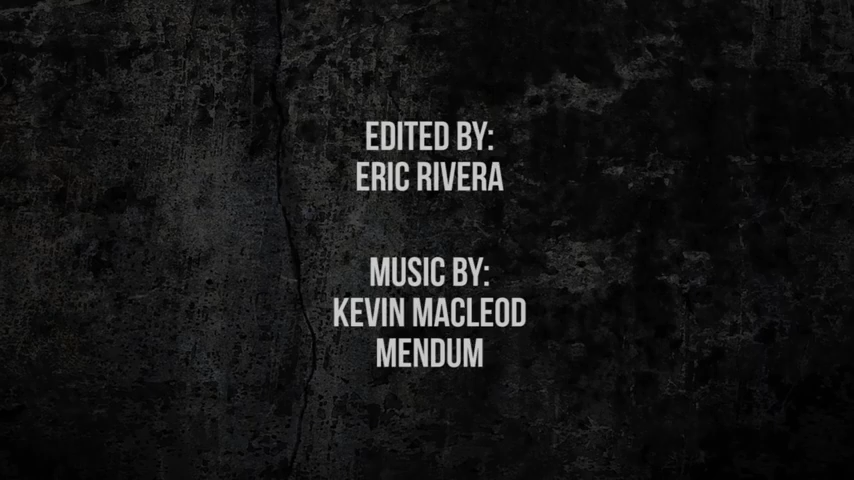 EDITED BY:
ERIC RIVERA
MUSIC BY:
KEVIN MACLEOD
MENDUM